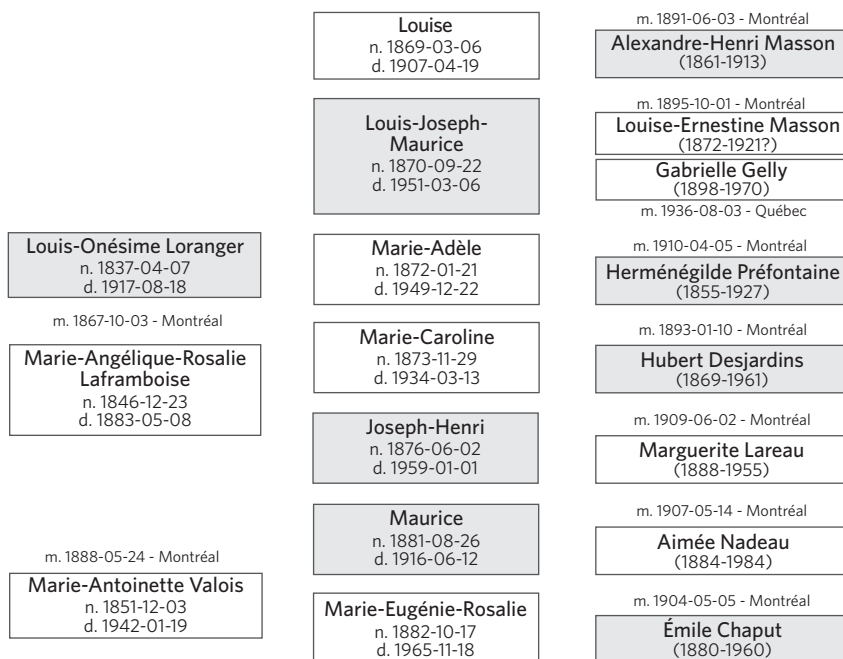 Louis-Onésime Loranger
n. 1837-04-07
d. 1917-08-18
m. 1867-10-03 - Montréal
Marie-Angélique-Rosalie
Laframboise
n. 1846-12-23
d. 1883-05-08
m. 1888-05-24 - Montréal
Marie-Antoinette Valois
n. 1851-12-03
d. 1942-01-19
Louise
n. 1869-03-06
d. 1907-04-19
Louis-Joseph-
Maurice
n. 1870-09-22
d. 1951-03-06
Marie-Adèle
n. 1872-01-21
d. 1949-12-22
Marie-Caroline
n. 1873-11-29
d. 1934-03-13
Joseph-Henri
n. 1876-06-02
d. 1959-01-01
Maurice
n. 1881-08-26
d. 1916-06-12
Marie-Eugénie-Rosalie
n. 1882-10-17
d. 1965-11-18
m. 1891-06-03 - Montréal
Alexandre-Henri Masson
(1861-1913)
m. 1895-10-01 - Montréal
Louise-Ernestine Masson
(1872-1921?)
Gabrielle Gelly
(1898-1970)
m. 1936-08-03 - Québec
m. 1910-04-05 - Montréal
Herménégilde Préfontaine
(1855-1927)
m. 1893-01-10 - Montréal
Hubert Desjardins
(1869-1961)
m. 1909-06-02 - Montréal
Marguerite Lareau
(1888-1955)
m. 1907-05-14 - Montréal
Aimée Nadeau
(1884-1984)
m. 1904-05-05 - Montréal
Émile Chaput
(1880-1960)